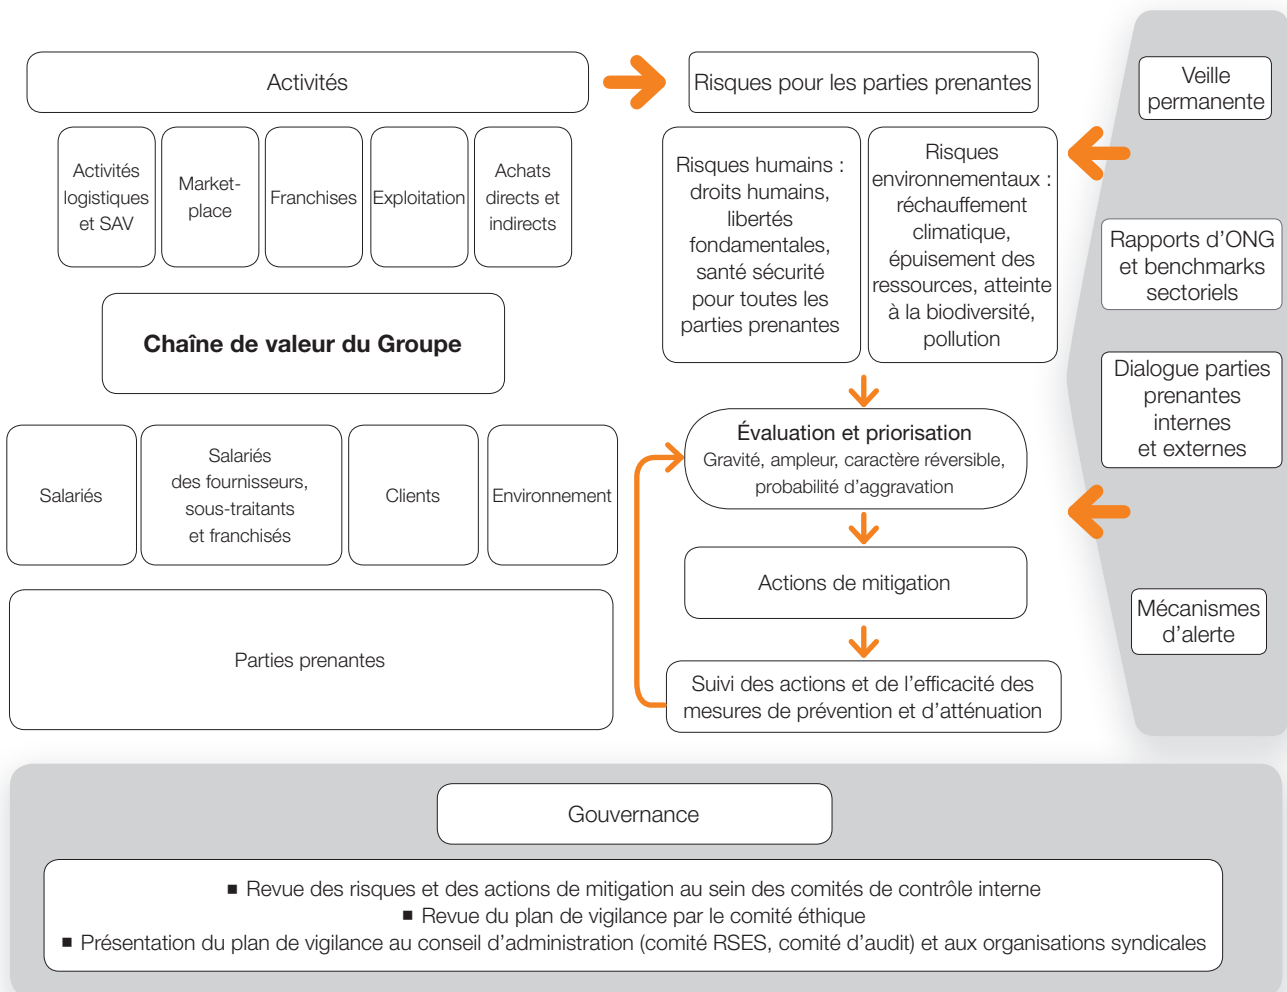 Activités
Activités
logistiques
et SAV
Market-
place
Franchises
Exploitation
Achats
directs et
indirects
Chaîne de valeur du Groupe
Salariés
Salariés
des fournisseurs,
sous-traitants
et franchisés
Clients
Environnement
Parties prenantes
Risques pour les parties prenantes
Risques humains :
droits humains,
libertés
fondamentales,
santé sécurité
pour toutes les
parties prenantes
Risques
environnementaux :
réchauffement
climatique,
épuisement des
ressources, atteinte
à la biodiversité,
pollution
Évaluation et priorisation
Gravité, ampleur, caractère réversible,
probabilité d’aggravation
Actions de mitigation
Suivi des actions et de l’efficacité des
mesures de prévention et d’atténuation
Veille
permanente
Rapports d’ONG
et benchmarks
sectoriels
Dialogue parties
prenantes
internes
et externes
Mécanismes
d’alerte
Gouvernance
■ Revue des risques et des actions de mitigation au sein des comités de contrôle interne
■ Revue du plan de vigilance par le comité éthique
■ Présentation du plan de vigilance au conseil d’administration (comité RSES, comité d’audit) et aux organisations syndicales